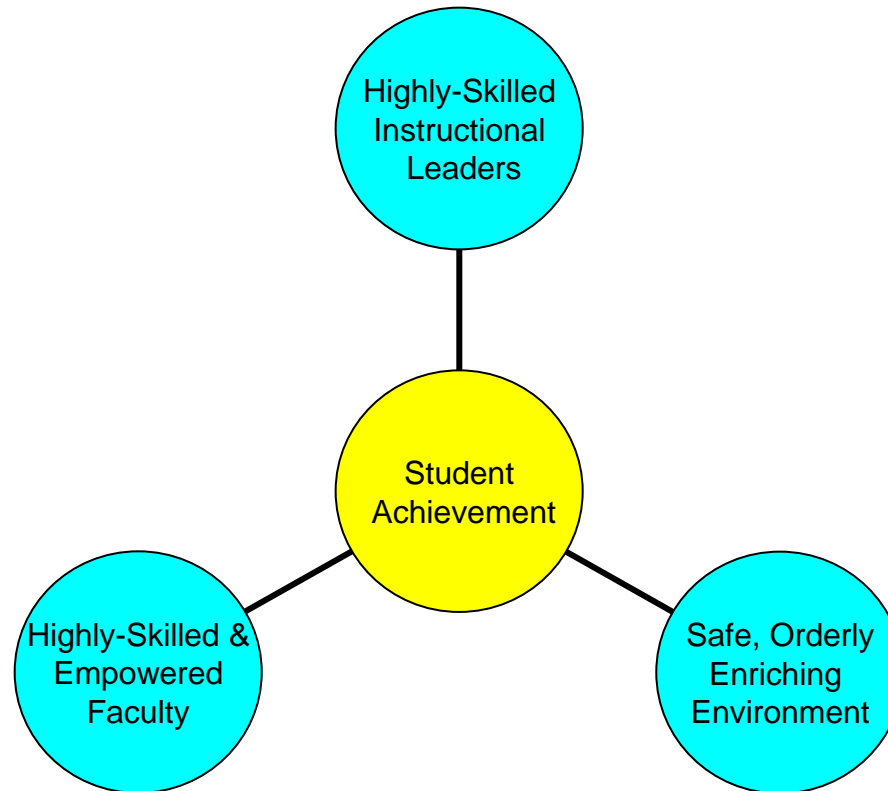 Highly-Skilled
Instructional
Leaders
Student
Achievement
Highly-Skilled &
Empowered
Faculty
Safe, Orderly
Enriching
Environment